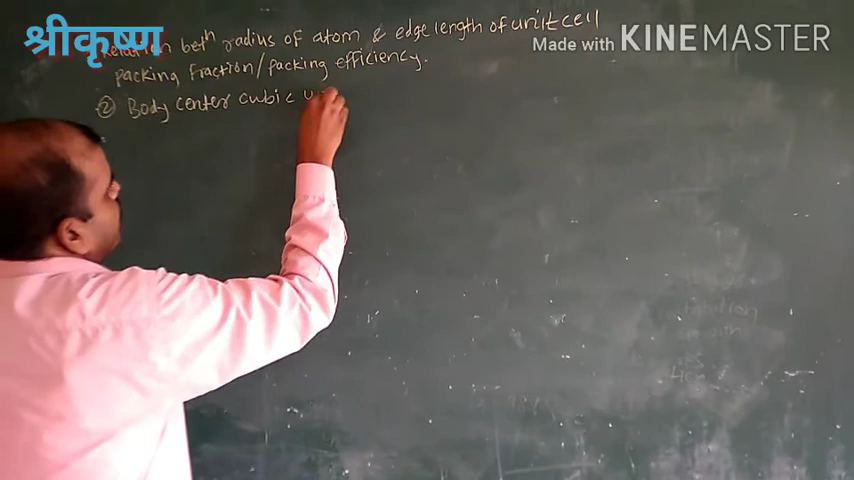 श्रीकृष्ण
Relation betⁿ radius of atom & edge length of unit cell
Made with KINEMASTER
packing fraction/packing efficiency.
② Body center cubic u